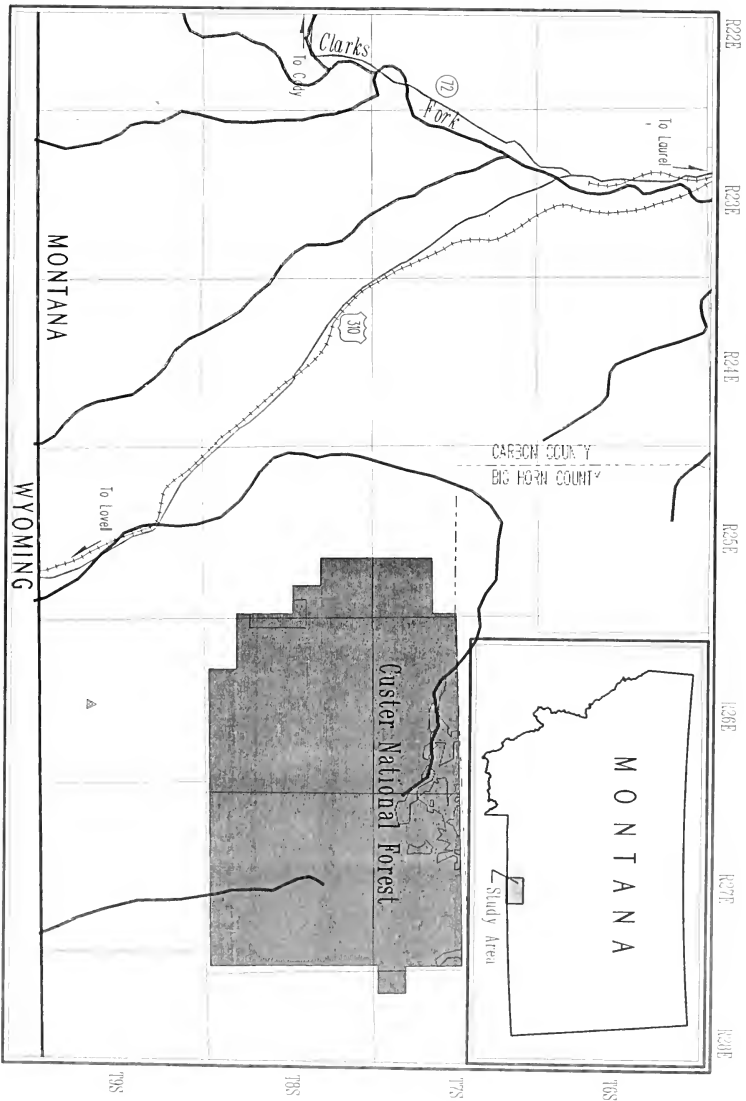 R22E
R23E
R24E
R25E
R26E
R27E
R28E
T6S
T7S
T8S
T9S
To Laurel
72
Clarks
Fork
To Cody
310
CARBON COUNTY
BIG HORN COUNTY
MONTANA
Study Area
Custer National Forest
To Lovel
MONTANA
WYOMING